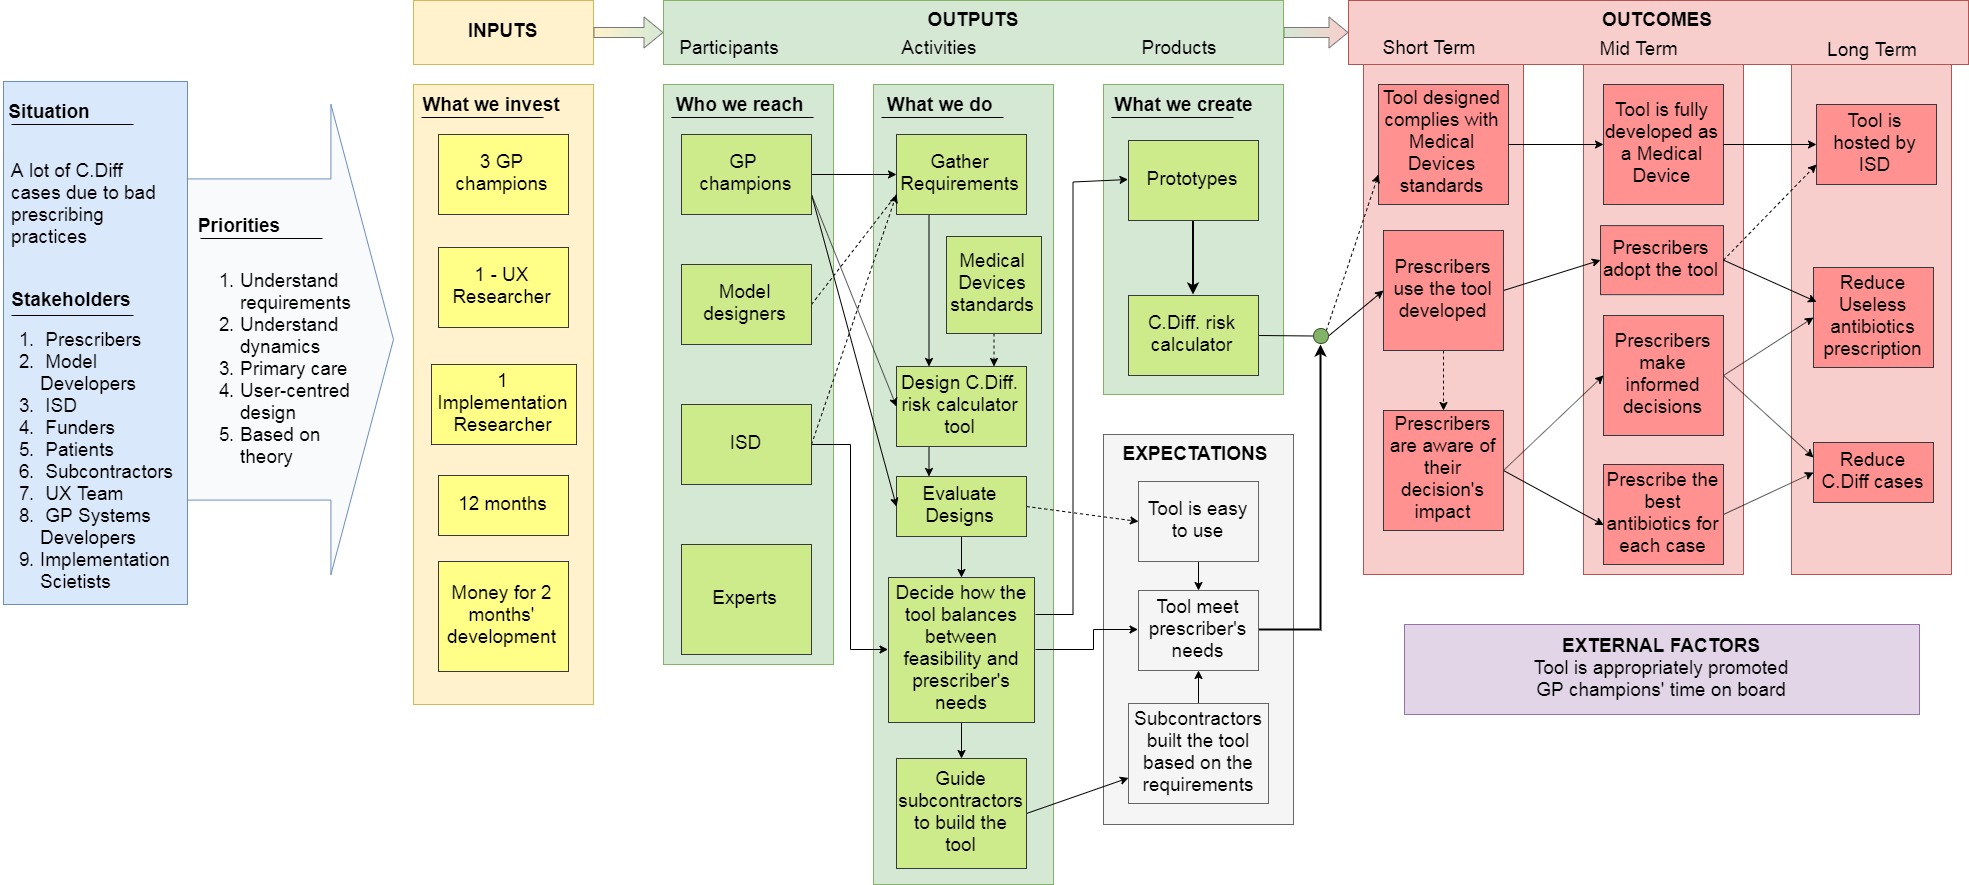 INPUTS
OUTPUTS
Participants
Activities
Products
OUTCOMES
Short Term
Mid Term
Long Term
Situation
A lot of C.Diff
cases due to bad
prescribing
practices
Stakeholders
1. Prescribers
2. Model
Developers
3. ISD
4. Funders
5. Patients
6. Subcontractors
7. UX Team
8. GP Systems
Developers
9. Implementation
Scietists
Priorities
1. Understand
requirements
2. Understand
dynamics
3. Primary care
4. User-centred
design
5. Based on
theory
What we invest
3 GP
champions
1 - UX
Researcher
1
Implementation
Researcher
12 months
Money for 2
months'
development
Who we reach
GP
champions
Model
designers
ISD
Experts
What we do
Gather
Requirements
Medical
Devices
standards
Design C.Diff.
risk calculator
tool
Evaluate
Designs
Decide how the
tool balances
between
feasibility and
prescriber's
needs
Guide
subcontractors
to build the
tool
What we create
Prototypes
C.Diff. risk
calculator
EXPECTATIONS
Tool is easy
to use
Tool meet
prescriber's
needs
Subcontractors
built the tool
based on the
requirements
Tool designed
complies with
Medical
Devices
standards
Prescribers
use the tool
developed
Prescribers
are aware of
their
decision's
impact
Tool is fully
developed as
a Medical
Device
Prescribers
adopt the tool
Prescribers
make
informed
decisions
Prescribe the
best
antibiotics for
each case
Tool is
hosted by
ISD
Reduce
Useless
antibiotics
prescription
Reduce
C.Diff cases
EXTERNAL FACTORS
Tool is appropriately promoted
GP champions' time on board